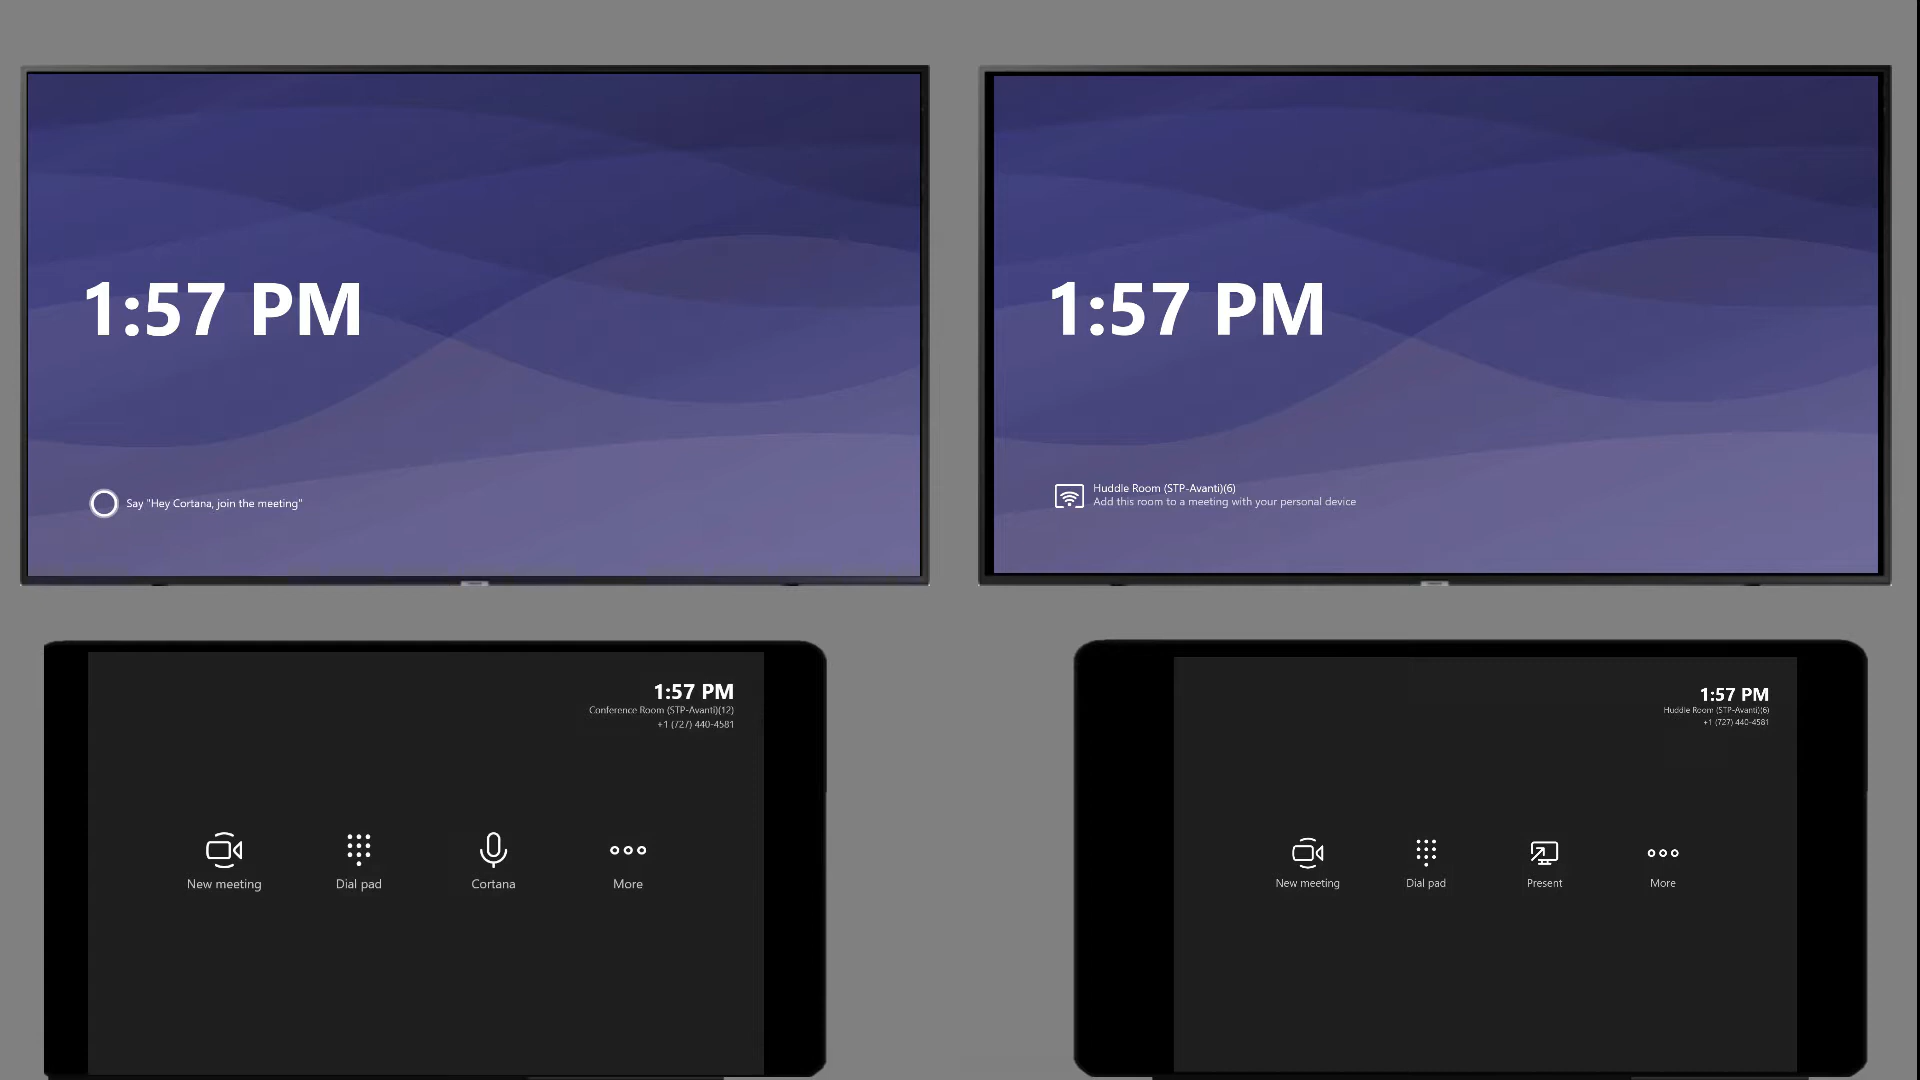 1:57 PM
Say "Hey Cortana, join the meeting"
1:57 PM
Huddle Room (STP-Avanti)(6)
Add this room to a meeting with your personal device
1:57 PM
Conference Room (STP-Avanti)(12)
+1 (727) 440-4581
New meeting
Dial pad
Cortana
More
1:57 PM
Huddle Room (STP-Avanti)(6)
+1 (727) 440-4581
New meeting
Dial pad
Present
More